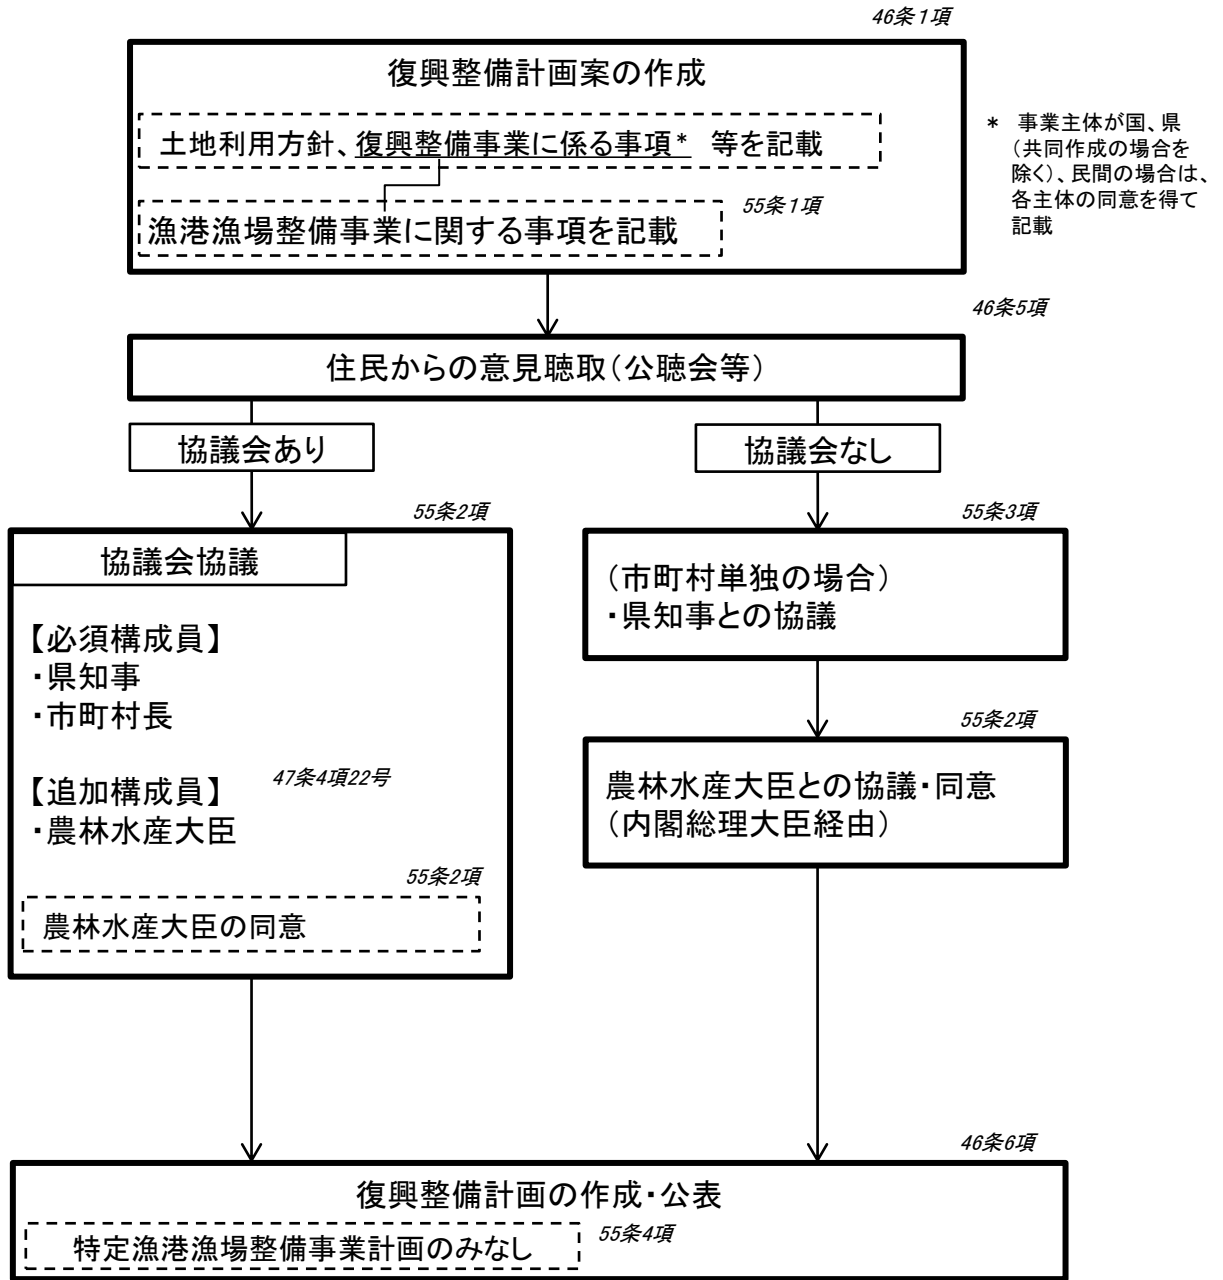 46条1項
復興整備計画案の作成
土地利用方針、復興整備事業に係る事項* 等を記載
55条1項
漁港漁場整備事業に関する事項を記載
* 事業主体が国、県
(共同作成の場合を
除く)、民間の場合は、
各主体の同意を得て
記載
46条5項
住民からの意見聴取(公聴会等)
協議会あり
協議会なし
55条2項
協議会協議
【必須構成員】
・県知事
・市町村長
【追加構成員】
47条4項22号
・農林水産大臣
55条2項
農林水産大臣の同意
55条3項
(市町村単独の場合)
・県知事との協議
55条2項
農林水産大臣との協議・同意
(内閣総理大臣経由)
46条6項
復興整備計画の作成・公表
特定漁港漁場整備事業計画のみなし
55条4項